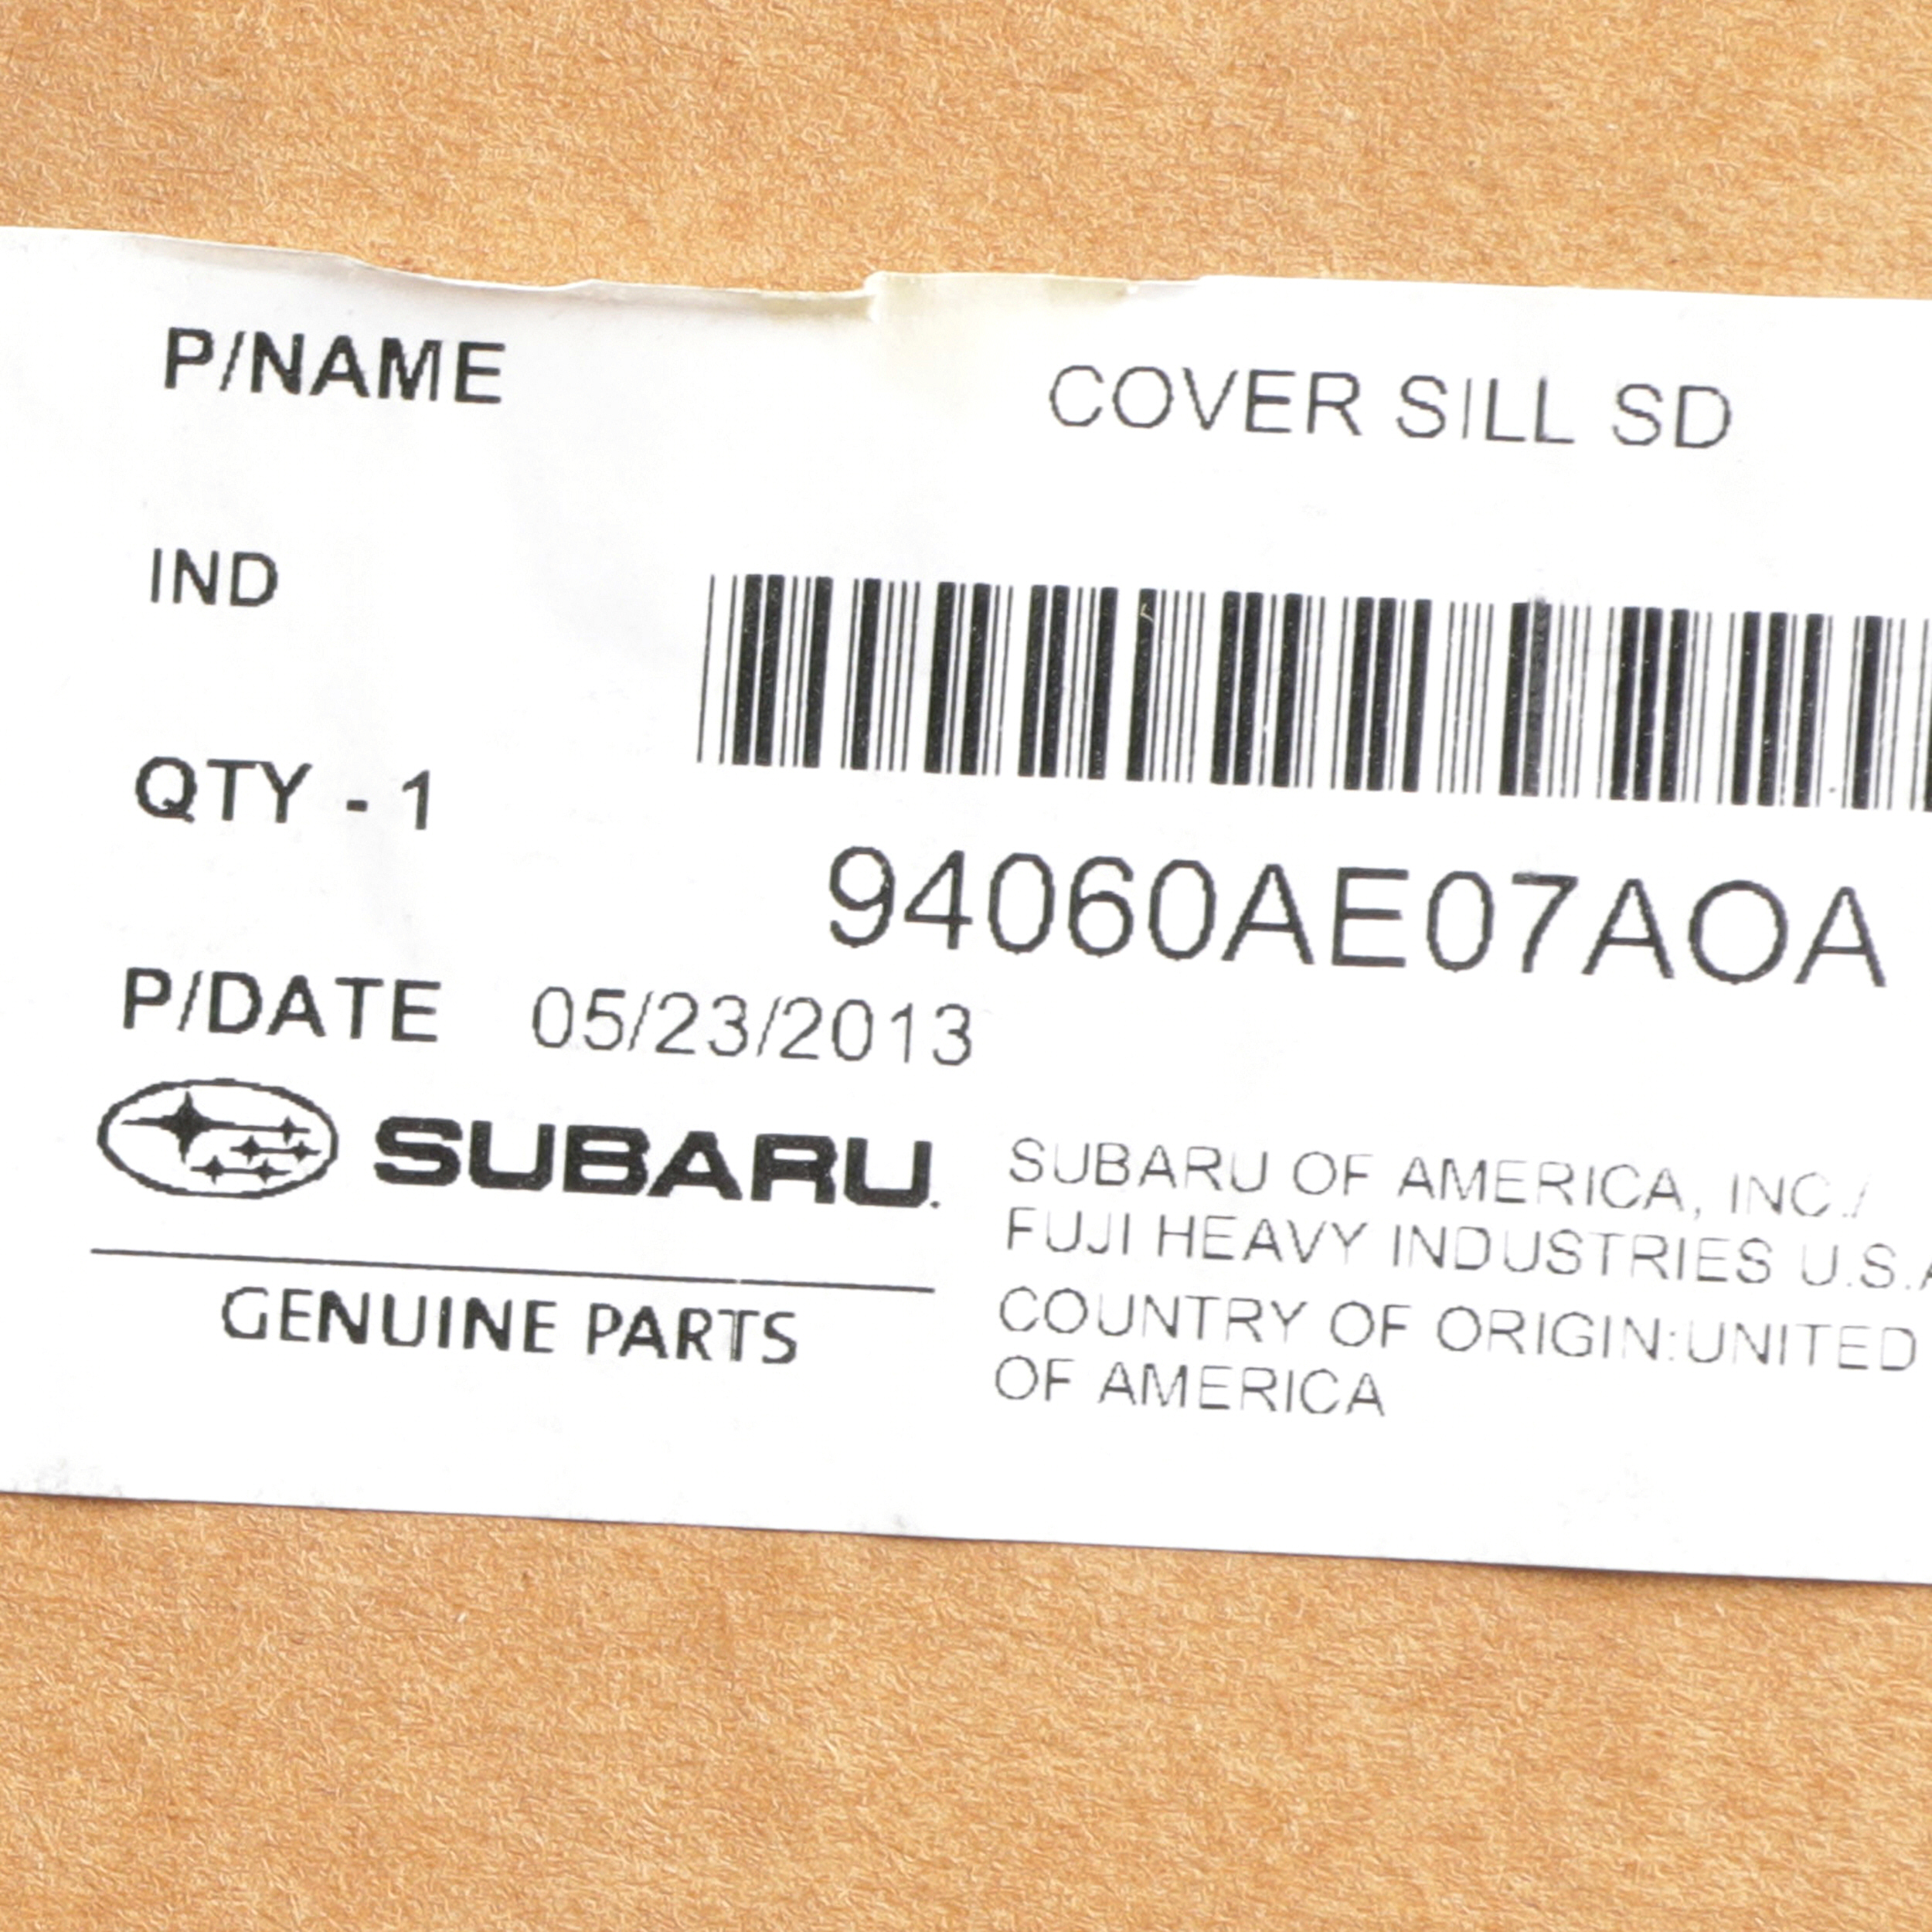 P/NAME COVER SILL SD
IND
QTY - 1
94060AE07AOA
P/DATE 05/23/2013
SUBARU.
GENUINE PARTS
SUBARU OF AMERICA, INC./
FUJI HEAVY INDUSTRIES U.S.A
COUNTRY OF ORIGIN:UNITED
OF AMERICA